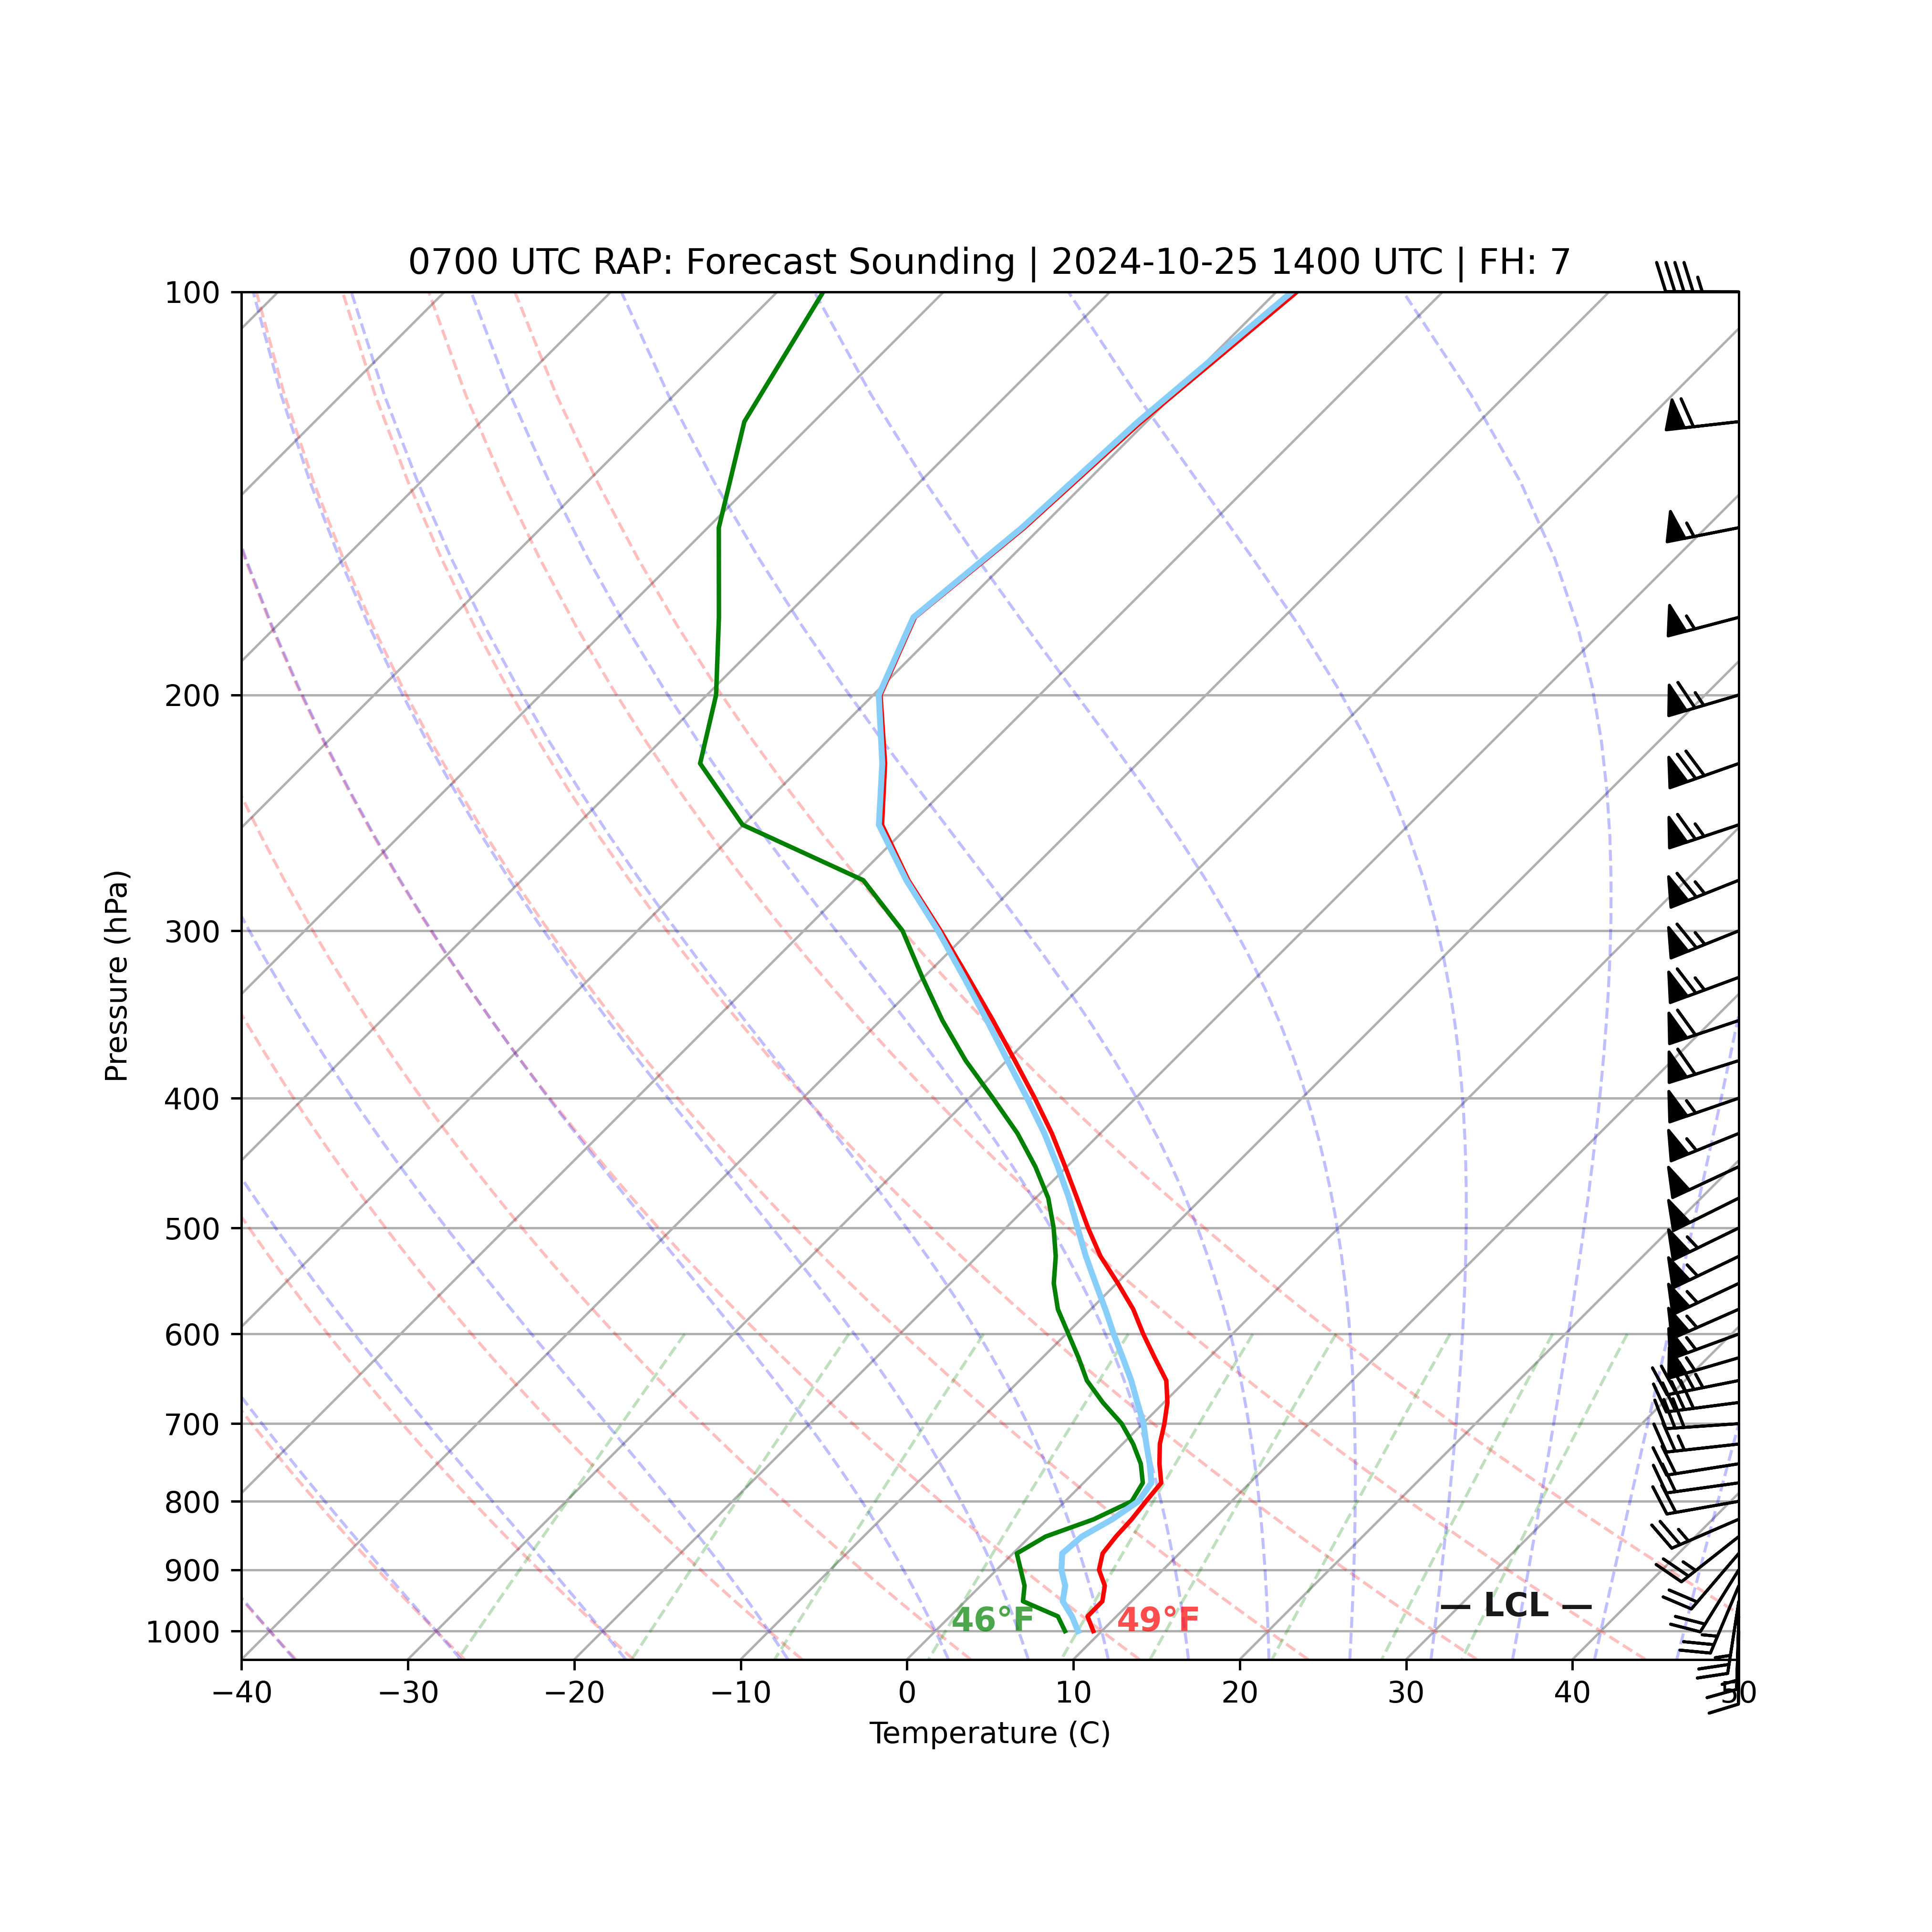 0700 UTC RAP: Forecast Sounding | 2024-10-25 1400 UTC | FH: 7
100
200
300
400
500
600
700
800
900
1000
Pressure (hPa)
46°F
49°F
— LCL —
−40 −30 −20 −10 0 10 20 30 40 50
Temperature (C)